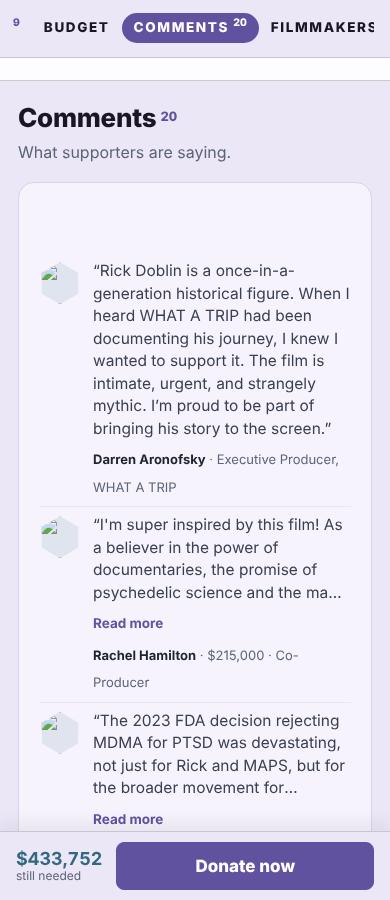 9 BUDGET COMMENTS 20 FILMMAKERS
Comments 20
What supporters are saying.
“Rick Doblin is a once-in-a-
generation historical figure. When I
heard WHAT A TRIP had been
documenting his journey, I knew I
wanted to support it. The film is
intimate, urgent, and strangely
mythic. I’m proud to be part of
bringing his story to the screen.”
Darren Aronofsky · Executive Producer,
WHAT A TRIP
“I'm super inspired by this film! As
a believer in the power of
documentaries, the promise of
psychedelic science and the ma...
Read more
Rachel Hamilton · $215,000 · Co-
Producer
“The 2023 FDA decision rejecting
MDMA for PTSD was devastating,
not just for Rick and MAPS, but for
the broader movement for...
Read more
$433,752
still needed
Donate now